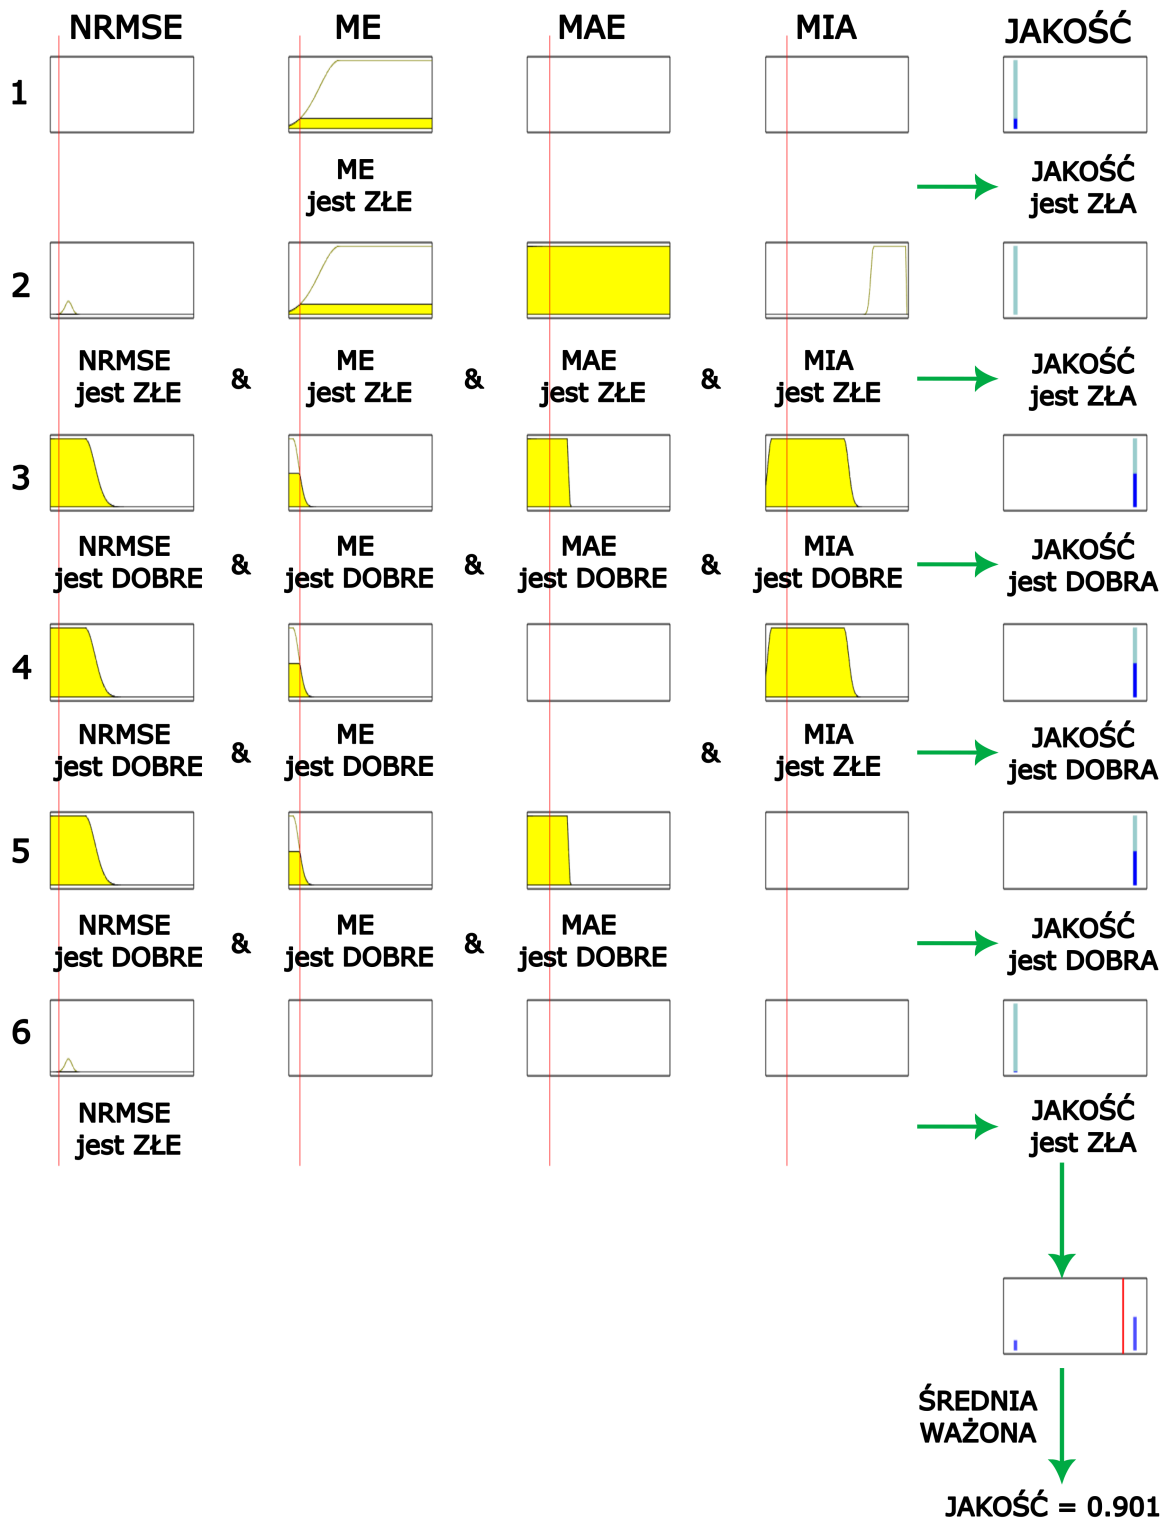 NRMSE ME MAE MIA JAKOŚĆ
1
ME JAKOŚĆ
jest ZŁE jest ZŁA
2
NRMSE & ME & MAE & MIA JAKOŚĆ
jest ZŁE jest ZŁE jest ZŁE jest ZŁE jest ZŁA
3
NRMSE & ME & MAE & MIA JAKOŚĆ
jest DOBRE jest DOBRE jest DOBRE jest DOBRE jest DOBRA
4
NRMSE & ME & MIA JAKOŚĆ
jest DOBRE jest DOBRE jest ZŁE jest DOBRA
5
NRMSE & ME & MAE JAKOŚĆ
jest DOBRE jest DOBRE jest DOBRE jest DOBRA
6
NRMSE JAKOŚĆ
jest ZŁE jest ZŁA
ŚREDNIA
WAŻONA
JAKOŚĆ = 0.901